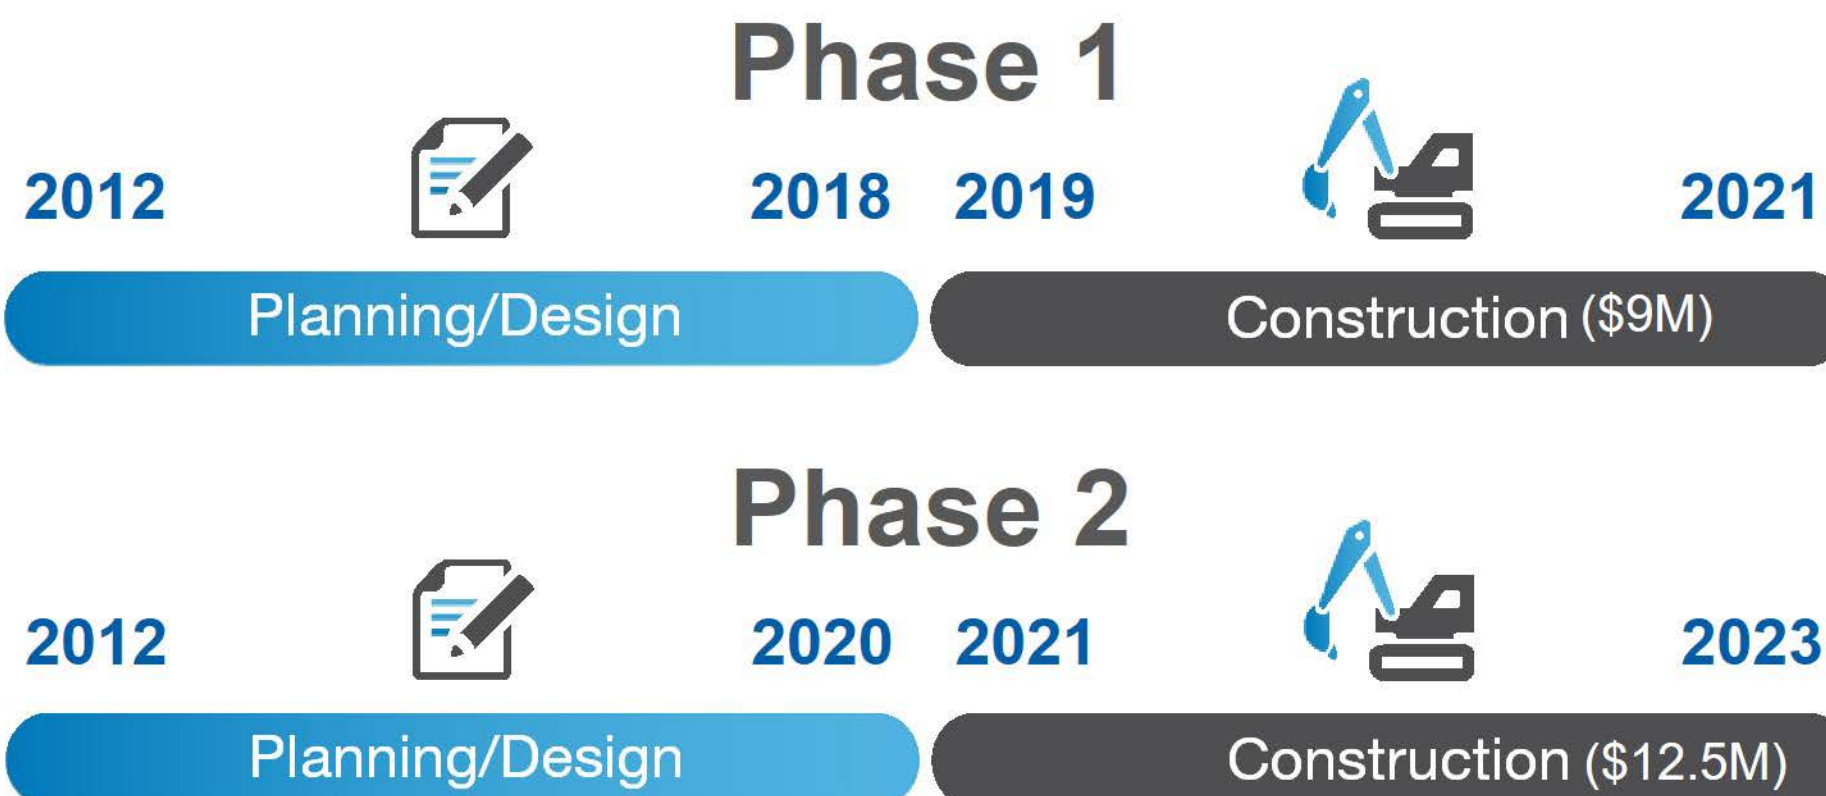 Phase 1
2012 2018 2019 2021
Planning/Design Construction ($9M)
Phase 2
2012 2020 2021 2023
Planning/Design Construction ($12.5M)